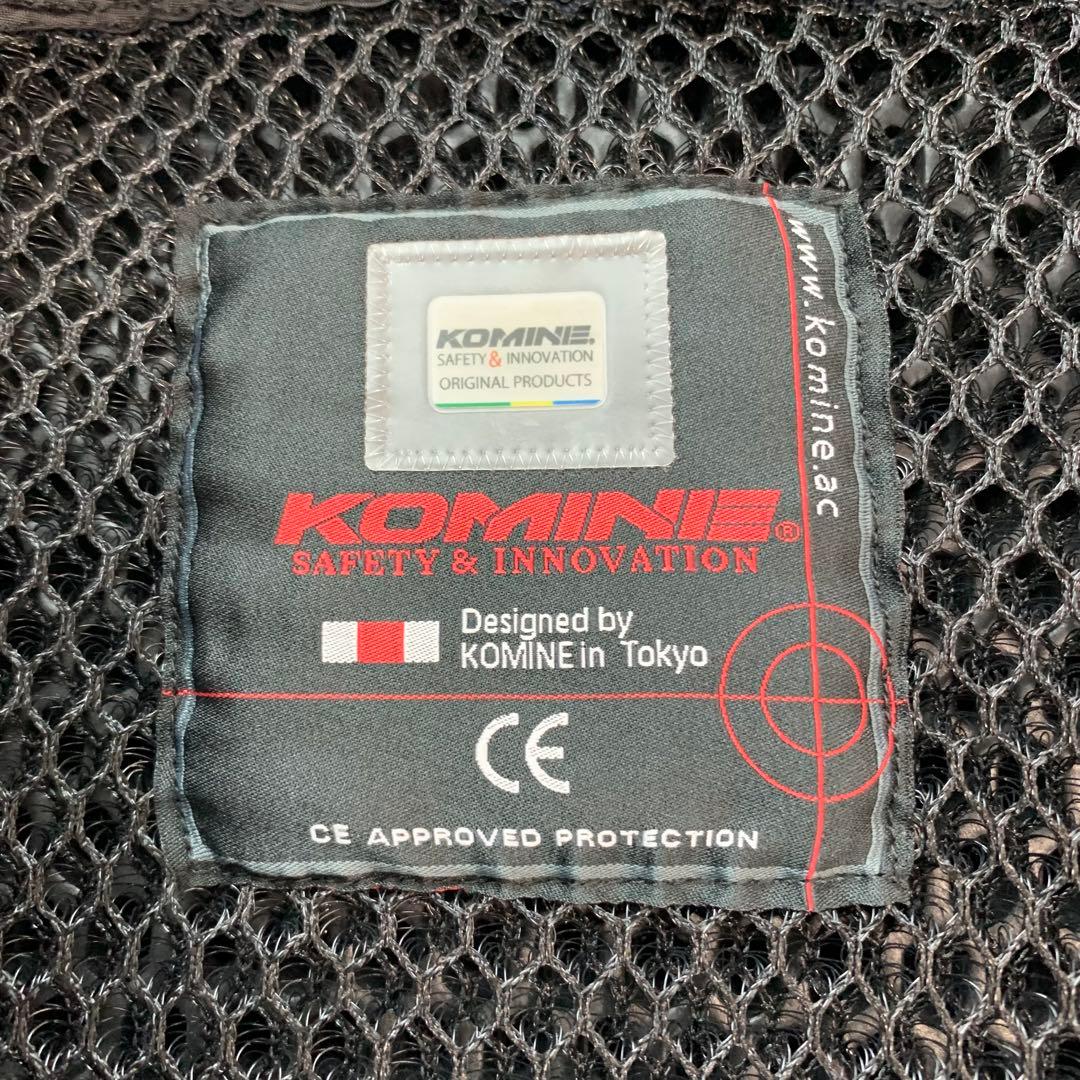 KOMINE.
SAFETY & INNOVATION
ORIGINAL PRODUCTS
www.komine.ac
KOMINE®
SAFETY & INNOVATION
Designed by
KOMINE in Tokyo
CE
CE APPROVED PROTECTION